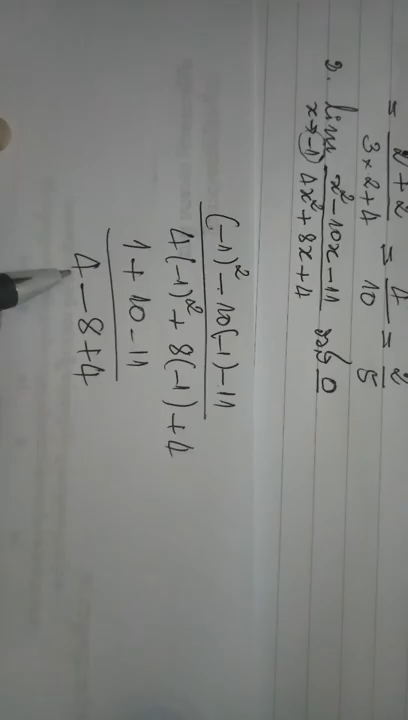 = 2+2 / 3×2+4 = 4 / 10 = 2 / 5
2. lim x→-1 x²-10x-11 / 4x²+8x+4 0
(-1)²-10(-1)-11 / 4(-1)²+8(-1)+4
1+10-11 / 4-8+4